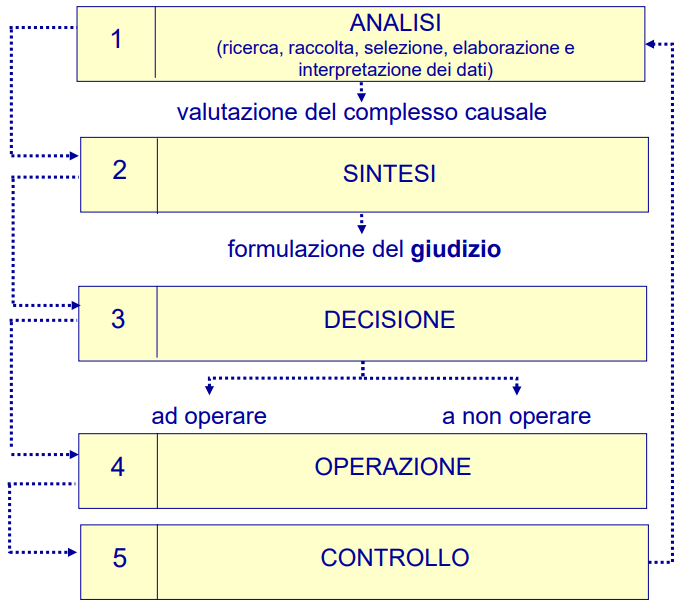 1
ANALISI
(ricerca, raccolta, selezione, elaborazione e
interpretazione dei dati)
valutazione del complesso causale
2
SINTESI
formulazione del giudizio
3
DECISIONE
ad operare
a non operare
4
OPERAZIONE
5
CONTROLLO